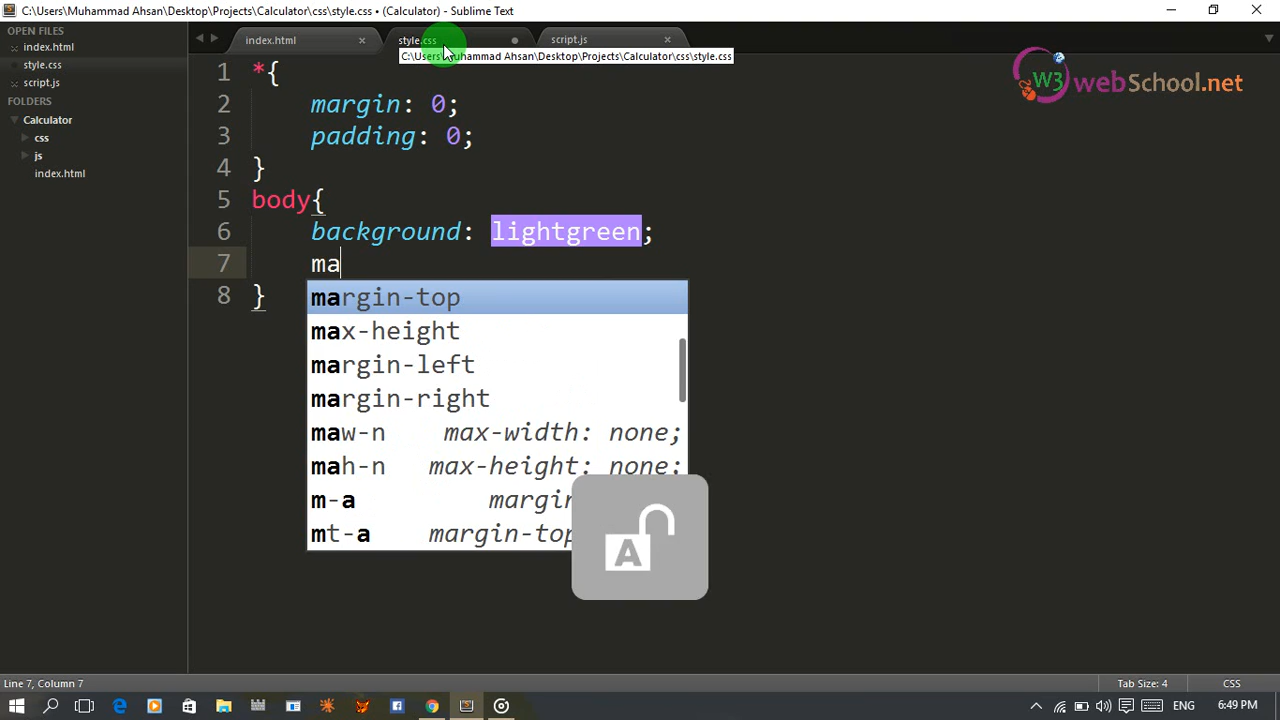 C:\Users\Muhammad Ahsan\Desktop\Projects\Calculator\css\style.css • (Calculator) - Sublime Text
OPEN FILES
index.html
style.css
script.js
FOLDERS
Calculator
css
js
index.html
index.html
style.css
script.js
C:\Users\Muhammad Ahsan\Desktop\Projects\Calculator\css\style.css
W3webSchool.net
1 *{
2 margin: 0;
3 padding: 0;
4 }
5 body{
6 background: lightgreen;
7 ma
8 }
margin-top
max-height
margin-left
margin-right
maw-n max-width: none;
mah-n max-height: none;
m-a margin
mt-a margin-top
A
Line 7, Column 7
Tab Size: 4
CSS
ENG
6:49 PM